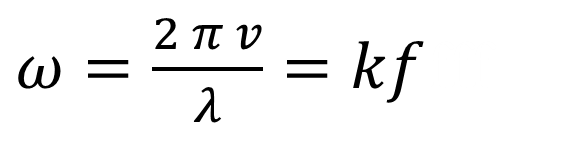 ω = 2 π v / λ = kf